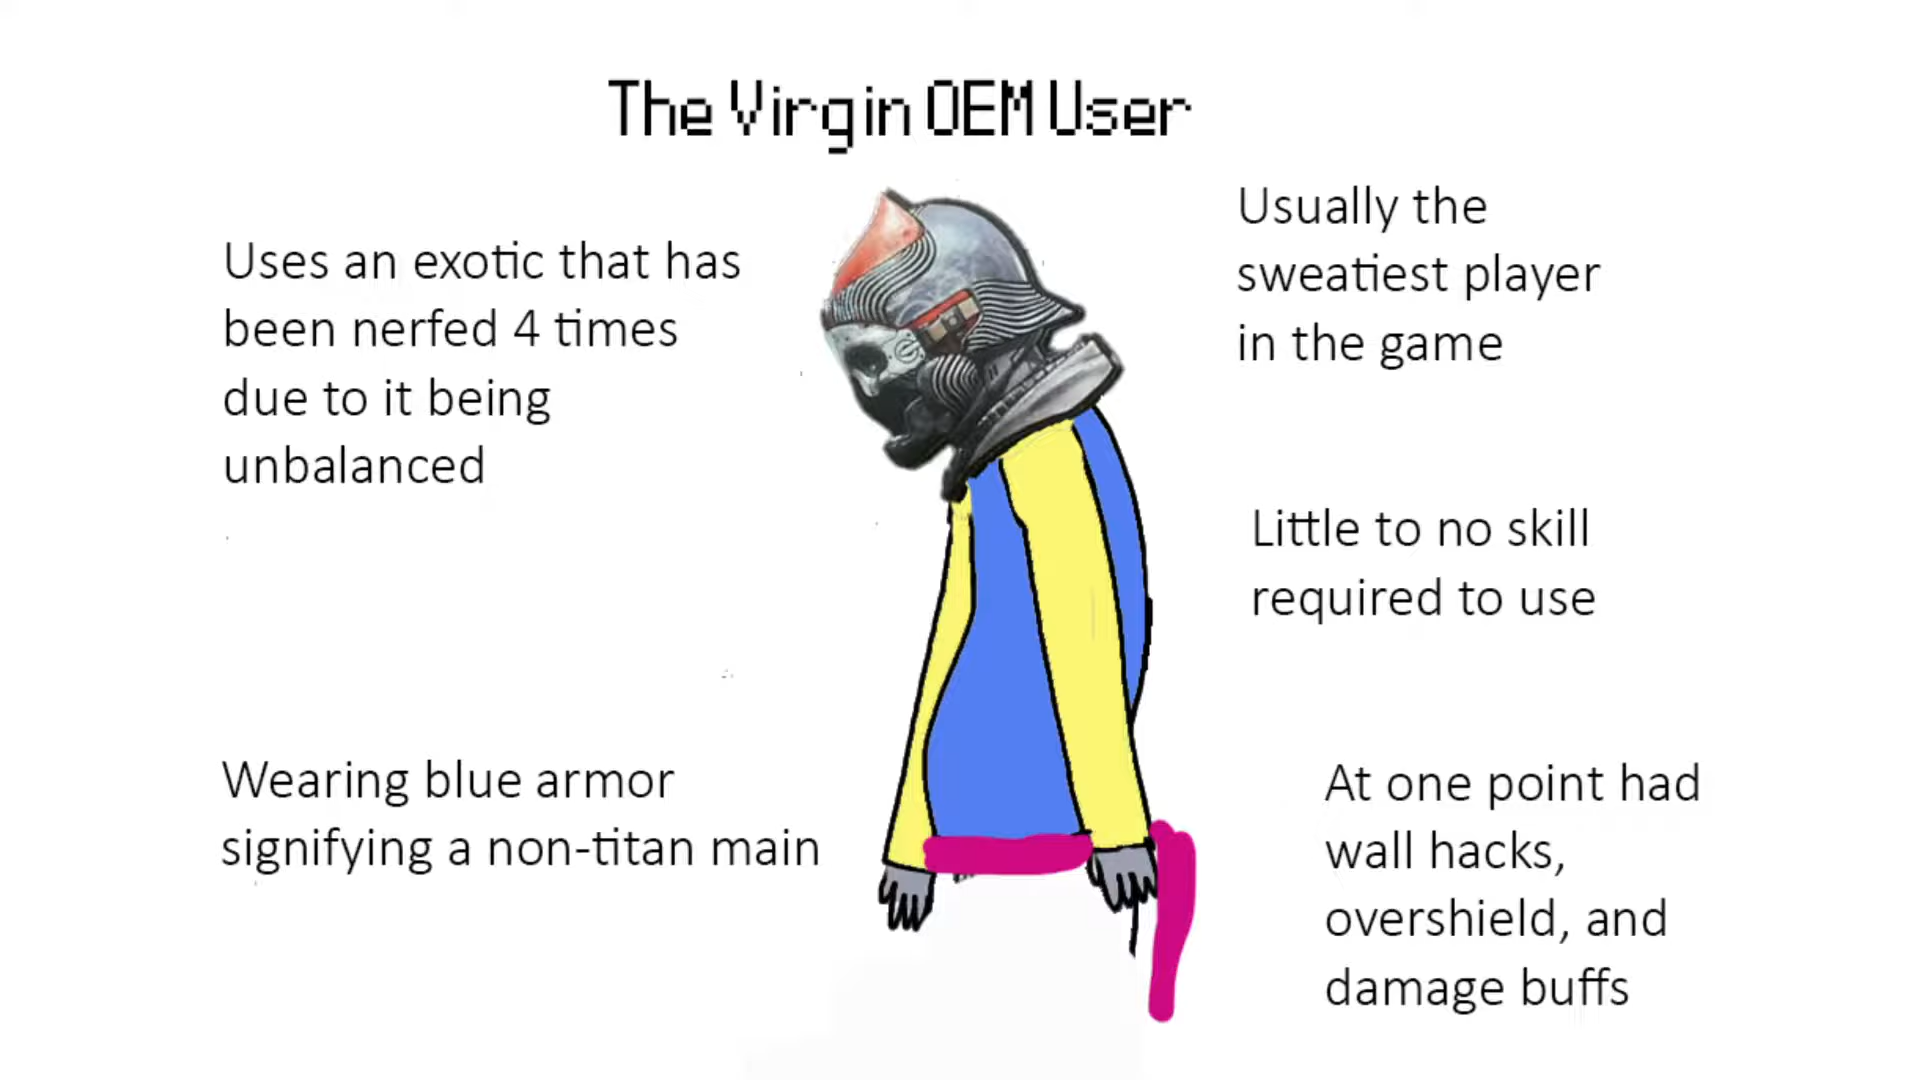 The Virgin OEM User
Uses an exotic that has
been nerfed 4 times
due to it being
unbalanced
Usually the
sweatiest player
in the game
Little to no skill
required to use
Wearing blue armor
signifying a non-titan main
At one point had
wall hacks,
overshield, and
damage buffs